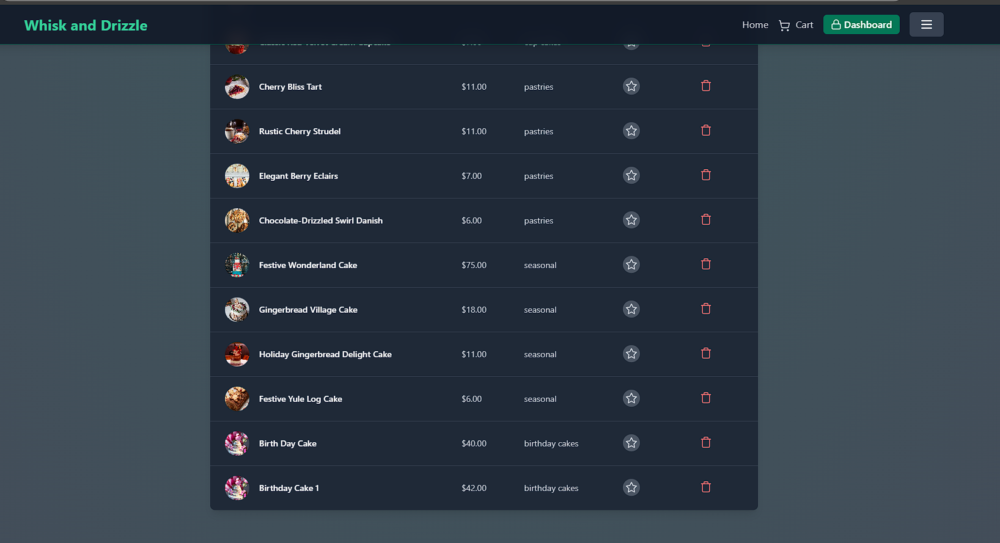 Whisk and Drizzle
Home
Cart
Dashboard
Cherry Bliss Tart $11.00 pastries
Rustic Cherry Strudel $11.00 pastries
Elegant Berry Eclairs $7.00 pastries
Chocolate-Drizzled Swirl Danish $6.00 pastries
Festive Wonderland Cake $75.00 seasonal
Gingerbread Village Cake $18.00 seasonal
Holiday Gingerbread Delight Cake $11.00 seasonal
Festive Yule Log Cake $6.00 seasonal
Birth Day Cake $40.00 birthday cakes
Birthday Cake 1 $42.00 birthday cakes